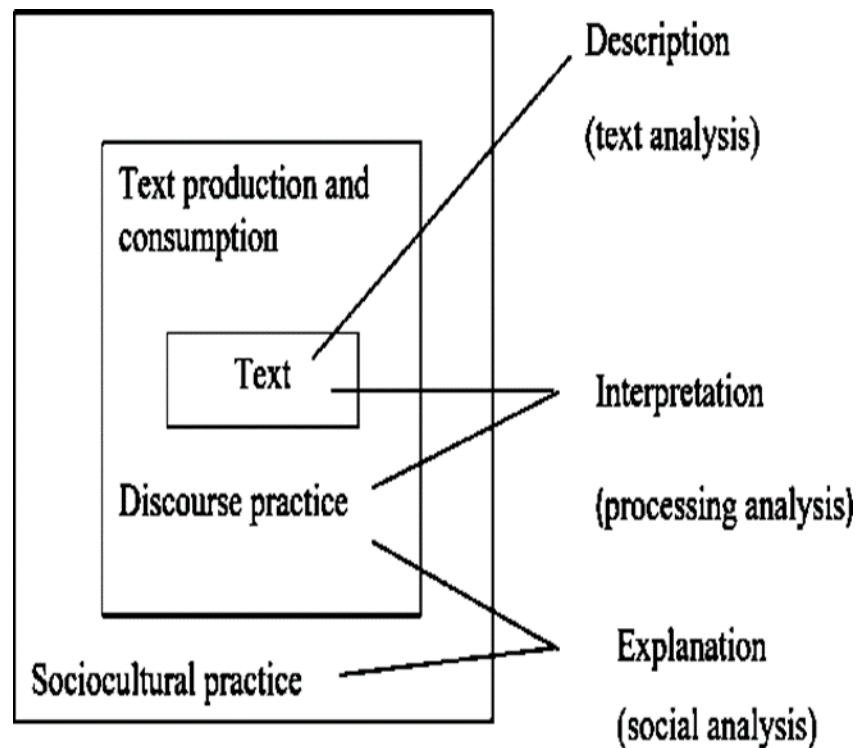 Description
(text analysis)
Text production and
consumption
Text
Interpretation
Discourse practice
(processing analysis)
Explanation
Sociocultural practice
(social analysis)